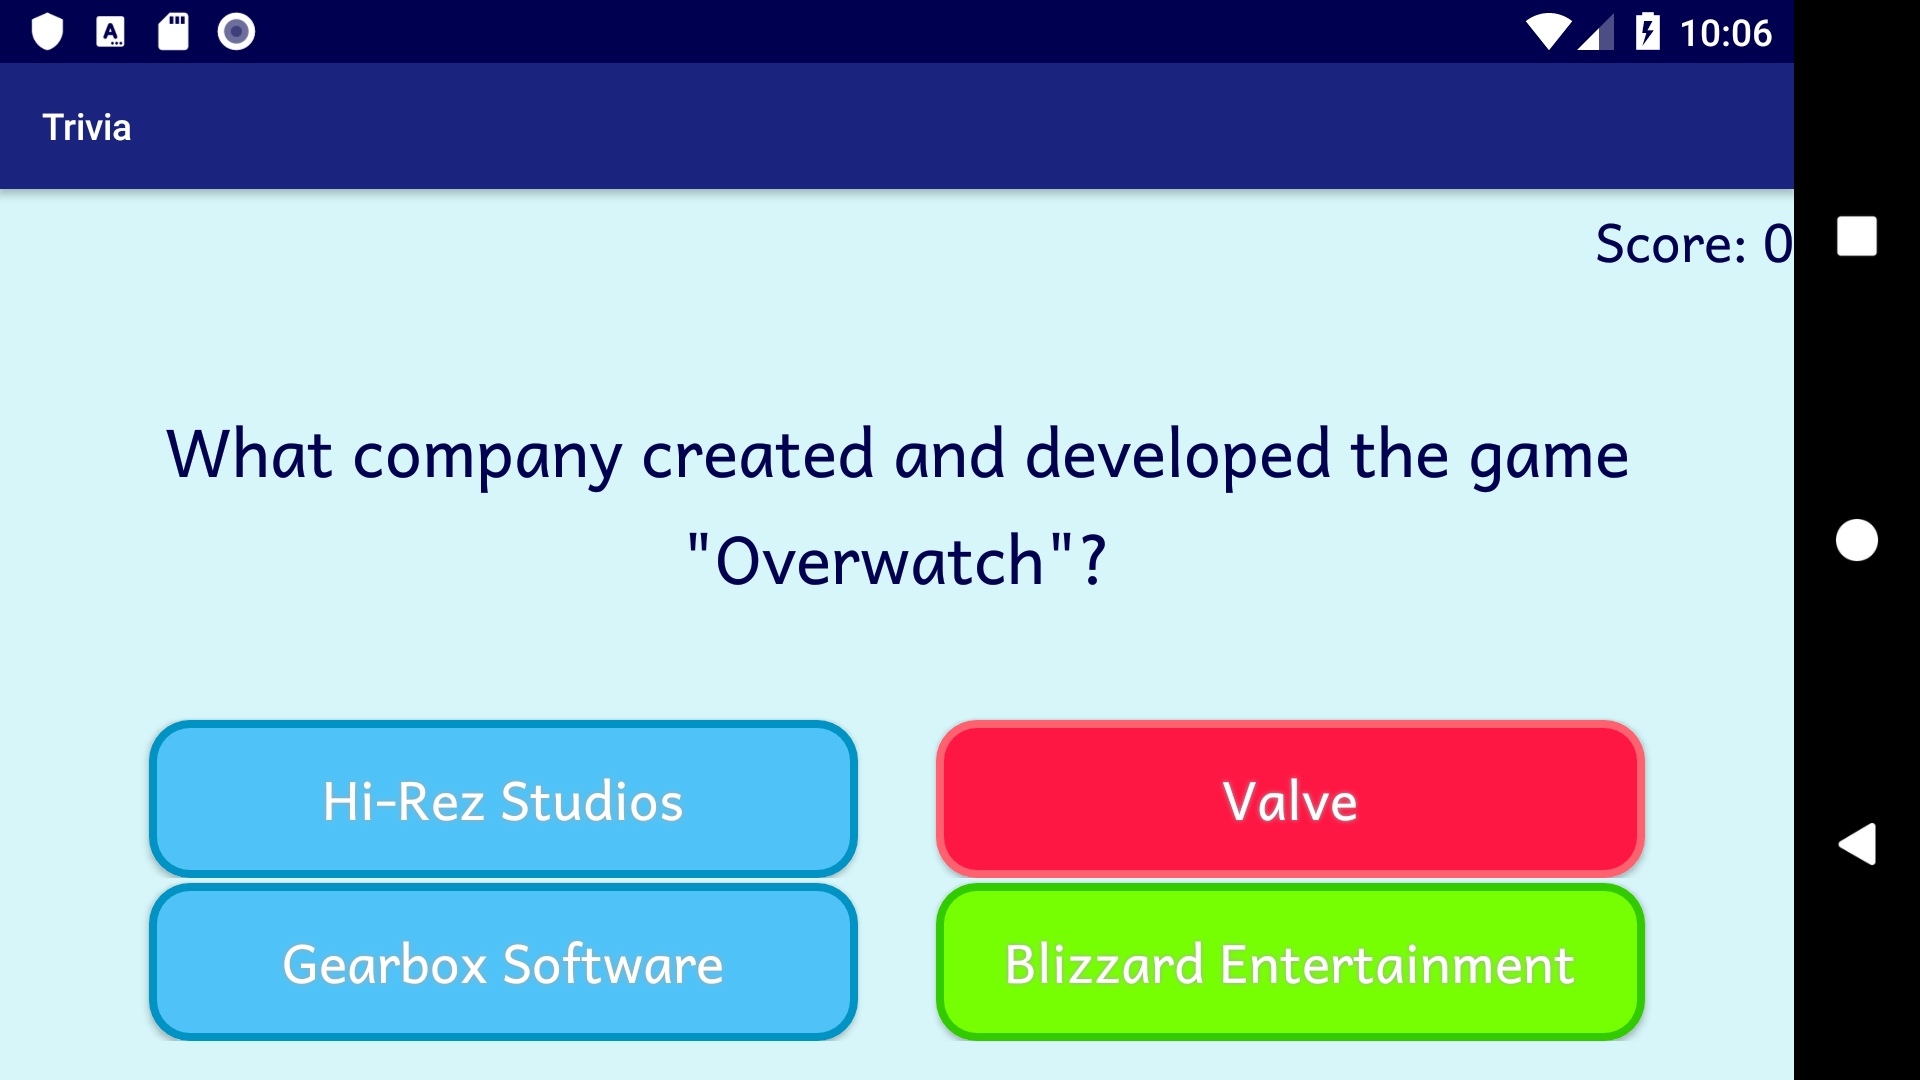 10:06
Trivia
Score: 0
What company created and developed the game
"Overwatch"?
Hi-Rez Studios
Valve
Gearbox Software
Blizzard Entertainment